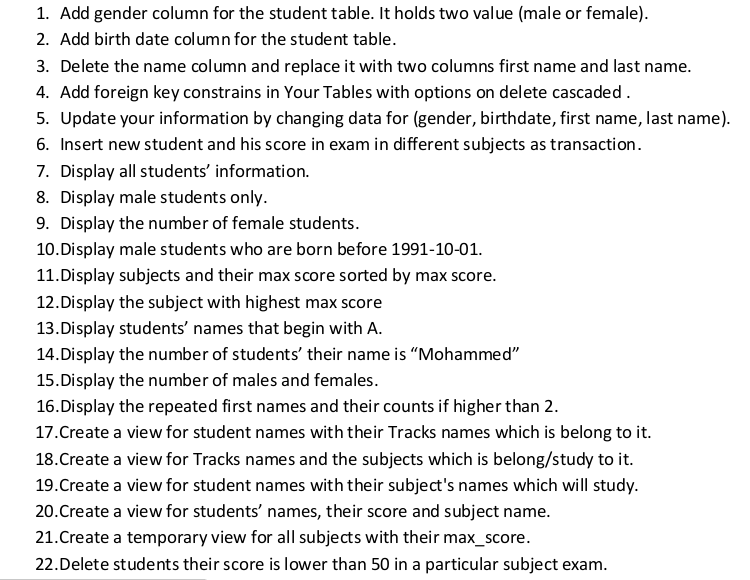 1. Add gender column for the student table. It holds two value (male or female).
2. Add birth date column for the student table.
3. Delete the name column and replace it with two columns first name and last name.
4. Add foreign key constrains in Your Tables with options on delete cascaded .
5. Update your information by changing data for (gender, birthdate, first name, last name).
6. Insert new student and his score in exam in different subjects as transaction.
7. Display all students’ information.
8. Display male students only.
9. Display the number of female students.
10.Display male students who are born before 1991-10-01.
11.Display subjects and their max score sorted by max score.
12.Display the subject with highest max score
13.Display students’ names that begin with A.
14.Display the number of students’ their name is “Mohammed”
15.Display the number of males and females.
16.Display the repeated first names and their counts if higher than 2.
17.Create a view for student names with their Tracks names which is belong to it.
18.Create a view for Tracks names and the subjects which is belong/study to it.
19.Create a view for student names with their subject's names which will study.
20.Create a view for students’ names, their score and subject name.
21.Create a temporary view for all subjects with their max_score.
22.Delete students their score is lower than 50 in a particular subject exam.